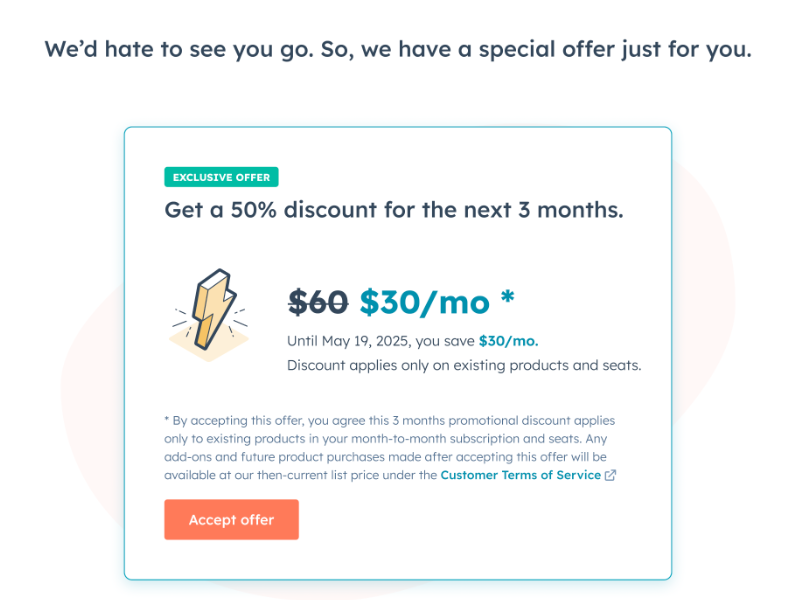 We’d hate to see you go. So, we have a special offer just for you.
EXCLUSIVE OFFER
Get a 50% discount for the next 3 months.
$60 $30/mo *
Until May 19, 2025, you save $30/mo.
Discount applies only on existing products and seats.
* By accepting this offer, you agree this 3 months promotional discount applies
only to existing products in your month-to-month subscription and seats. Any
add-ons and future product purchases made after accepting this offer will be
available at our then-current list price under the Customer Terms of Service
Accept offer